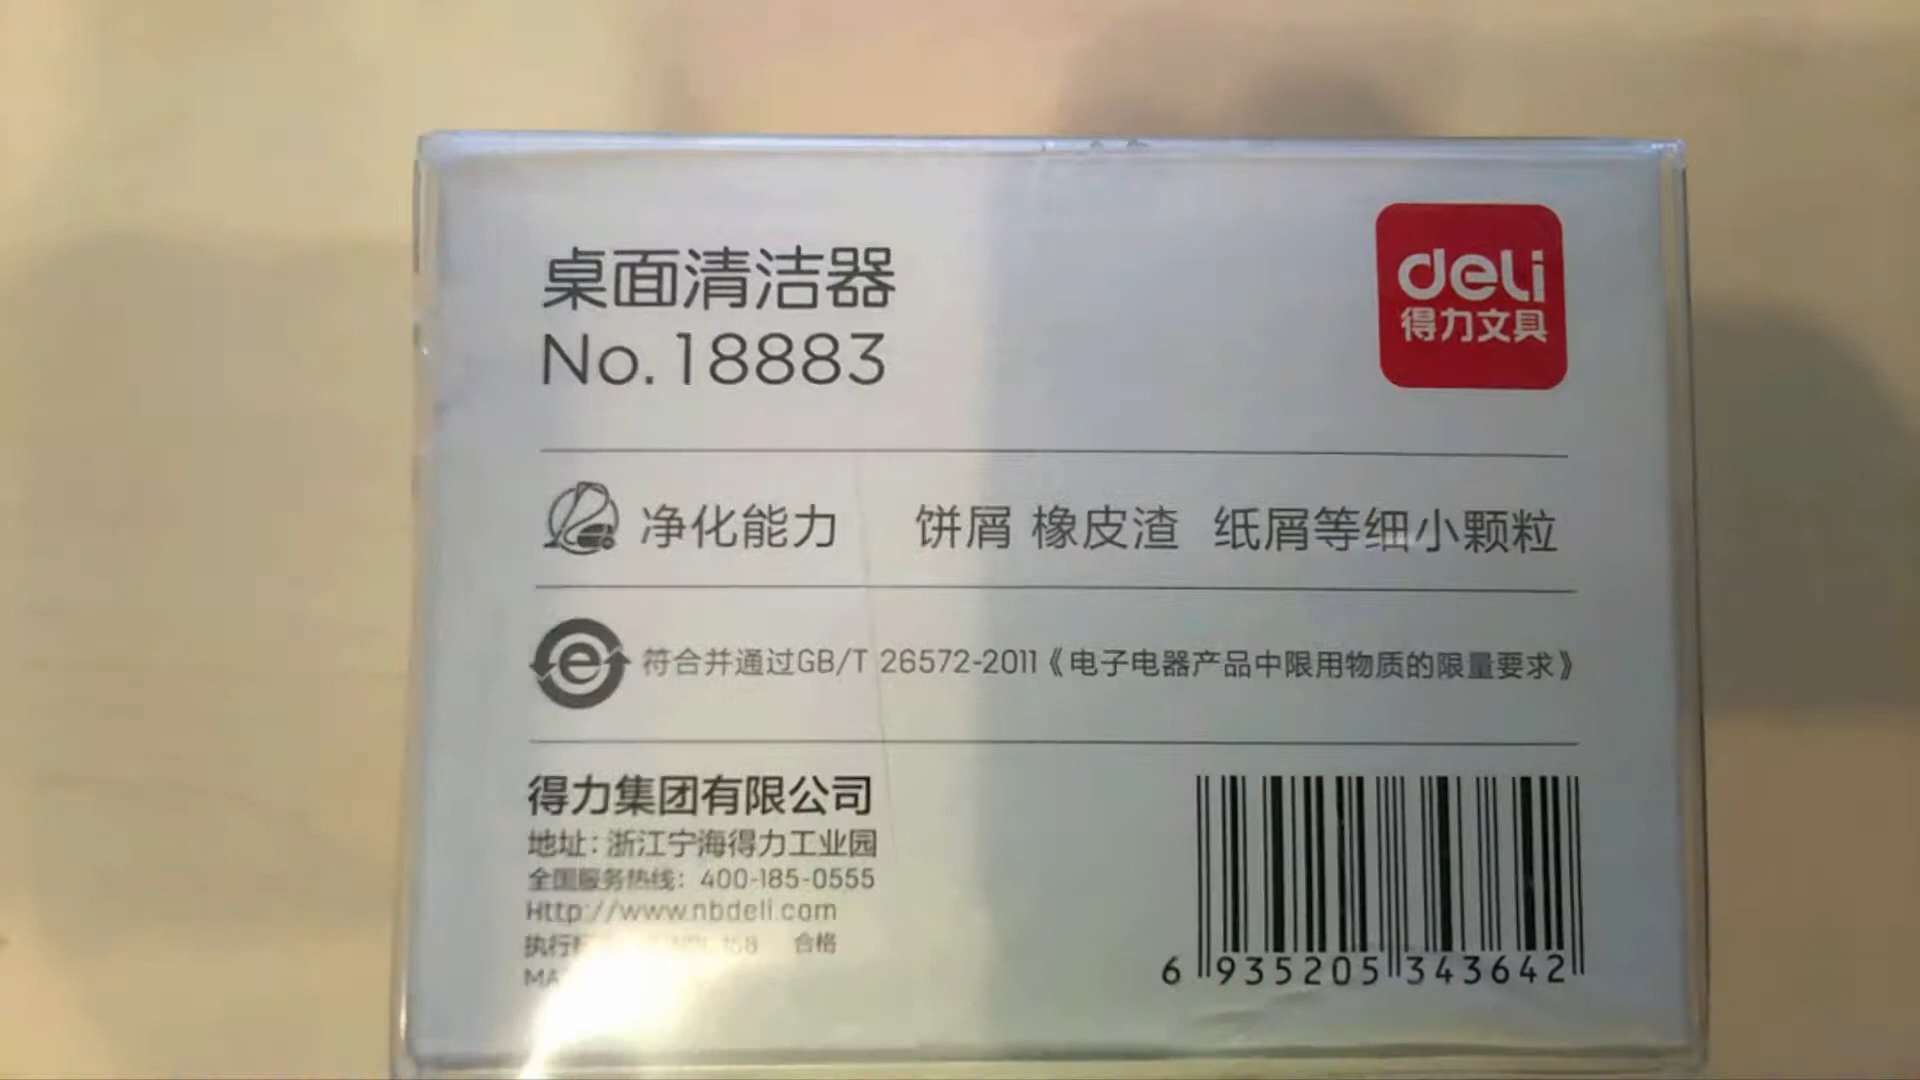 桌面清洁器
No.18883
deli
得力文具
净化能力 饼屑 橡皮渣 纸屑等细小颗粒
e 符合并通过GB/T 26572-2011《电子电器产品中限用物质的限量要求》
得力集团有限公司
地址：浙江宁海得力工业园
全国服务热线：400-185-0555
Http://www.nbdeli.com
执行 合格
6 935205 343642